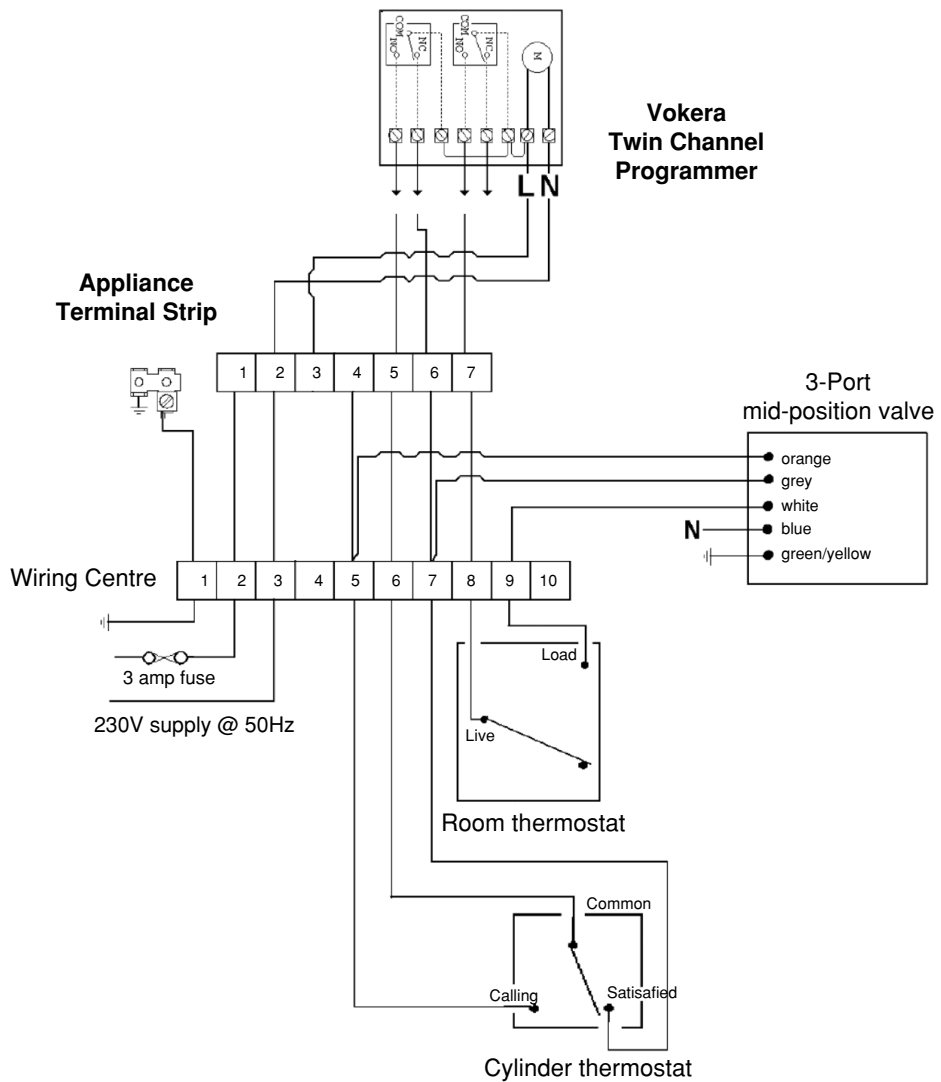 COM
NO
NC
COM
NO
NC
M
Vokera
Twin Channel
Programmer
L N
Appliance
Terminal Strip
1 2 3 4 5 6 7
3-Port
mid-position valve
orange
grey
white
N
blue
green/yellow
Wiring Centre
1 2 3 4 5 6 7 8 9 10
3 amp fuse
230V supply @ 50Hz
Load
Live
Room thermostat
Common
Calling
Satisafied
Cylinder thermostat